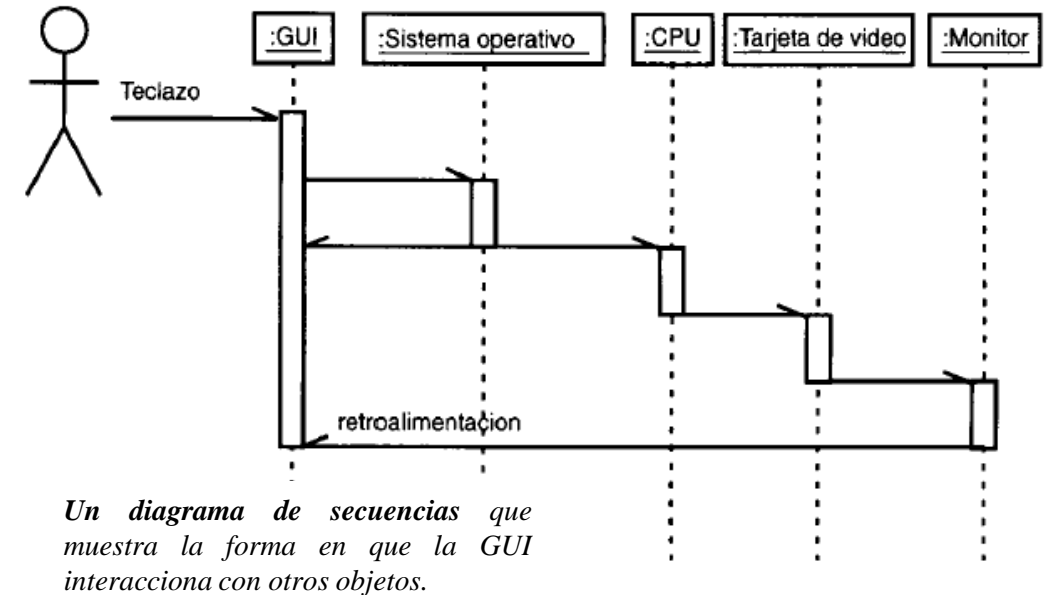 :GUI
:Sistema operativo
:CPU
:Tarjeta de video
:Monitor
Teclazo
retroalimentacion
Un diagrama de secuencias que
muestra la forma en que la GUI
interacciona con otros objetos.